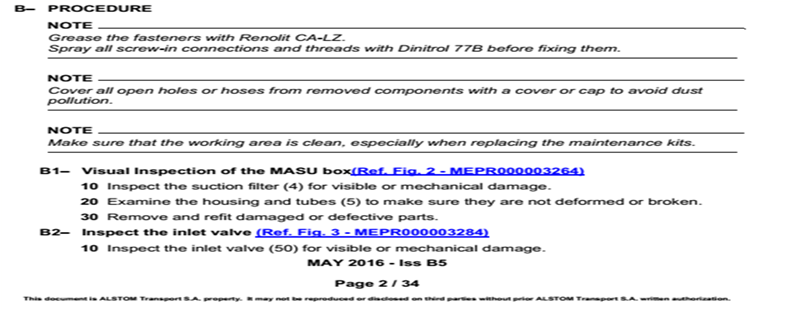 B– PROCEDURE
NOTE
Grease the fasteners with Renolit CA-LZ.
Spray all screw-in connections and threads with Dinitrol 77B before fixing them.
NOTE
Cover all open holes or hoses from removed components with a cover or cap to avoid dust
pollution.
NOTE
Make sure that the working area is clean, especially when replacing the maintenance kits.
B1– Visual Inspection of the MASU box(Ref. Fig. 2 - MEPR000003264)
10 Inspect the suction filter (4) for visible or mechanical damage.
20 Examine the housing and tubes (5) to make sure they are not deformed or broken.
30 Remove and refit damaged or defective parts.
B2– Inspect the inlet valve (Ref. Fig. 3 - MEPR000003284)
10 Inspect the inlet valve (50) for visible or mechanical damage.
MAY 2016 - Iss B5
Page 2 / 34
This document is ALSTOM Transport S.A. property. It may not be reproduced or disclosed on third parties without prior ALSTOM Transport S.A. written authorization.